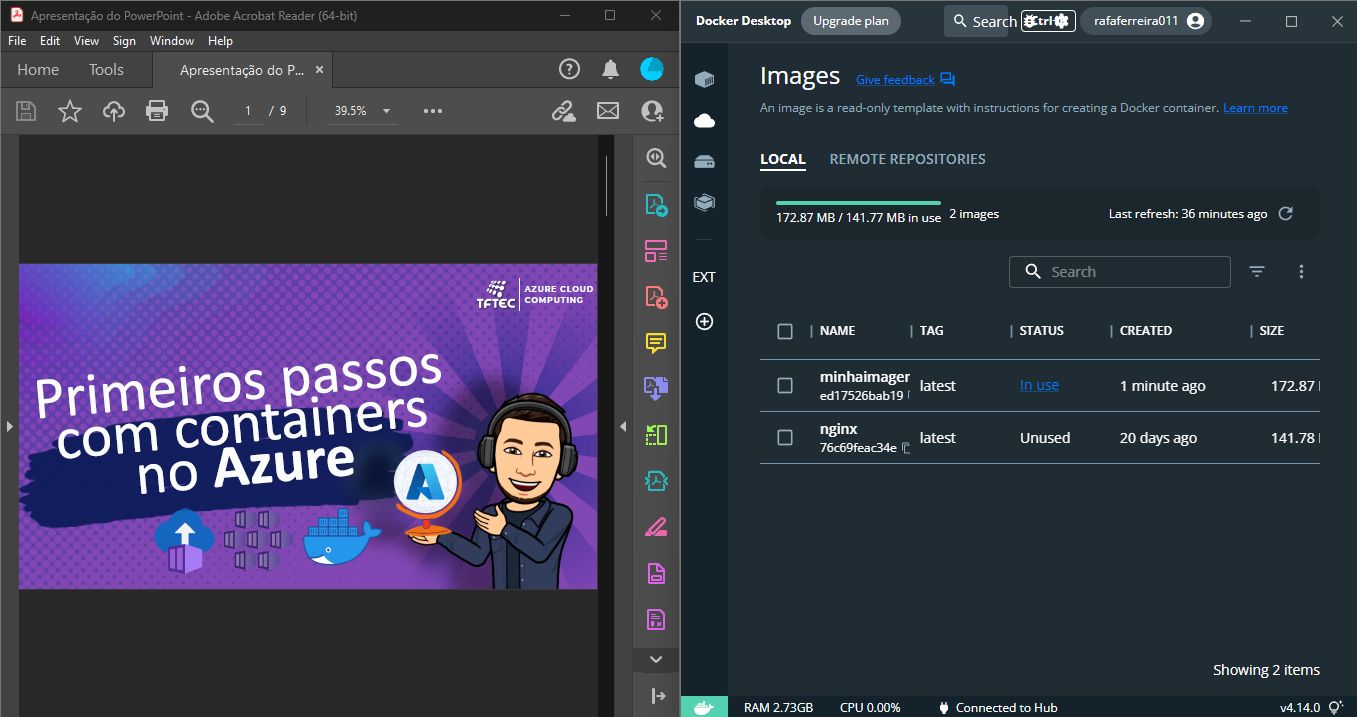 Apresentação do PowerPoint - Adobe Acrobat Reader (64-bit)
File Edit View Sign Window Help
Home Tools Apresentação do P... ×
1 / 9 39.5%
TFTEC AZURE CLOUD
COMPUTING
Primeiros passos
com containers
no Azure
Docker Desktop Upgrade plan Search Ctrl rafaferreira011
Images Give feedback
An image is a read-only template with instructions for creating a Docker container. Learn more
LOCAL REMOTE REPOSITORIES
172.87 MB / 141.77 MB in use 2 images Last refresh: 36 minutes ago
EXT
Search
NAME TAG STATUS CREATED SIZE
minhaimager latest In use 1 minute ago 172.87
ed17526bab19
nginx latest Unused 20 days ago 141.78
76c69feac34e
Showing 2 items
RAM 2.73GB CPU 0.00% Connected to Hub v4.14.0